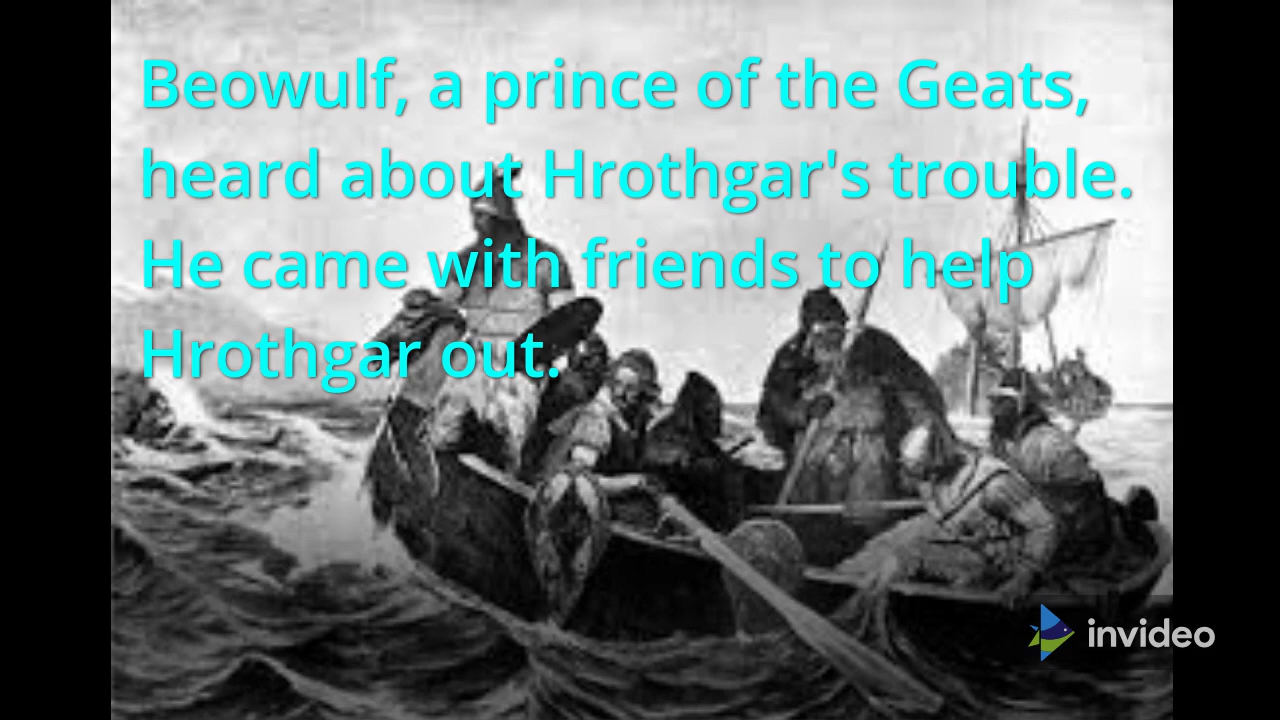 Beowulf, a prince of the Geats,
heard about Hrothgar's trouble.
He came with friends to help
Hrothgar out.
invideo